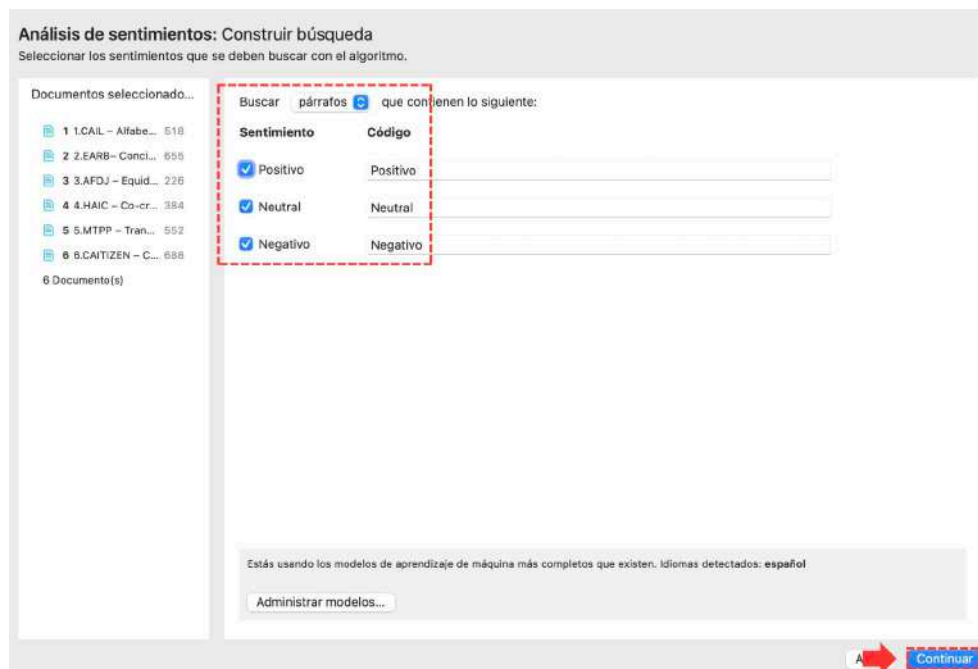 Análisis de sentimientos: Construir búsqueda
Seleccionar los sentimientos que se deben buscar con el algoritmo.
Documentos seleccionado...
1 1.CAIL – Alfabe... 518
2 2.EARB– Conci... 655
3 3.AFDJ – Equid... 226
4 4.HAIC – Co-cr... 384
5 5.MTPP – Tran... 552
6 6.CAITIZEN – C... 688
6 Documento(s)
Buscar párrafos que contienen lo siguiente:
Sentimiento Código
Positivo Positivo
Neutral Neutral
Negativo Negativo
Estás usando los modelos de aprendizaje de máquina más completos que existen. Idiomas detectados: español
Administrar modelos...
Continuar